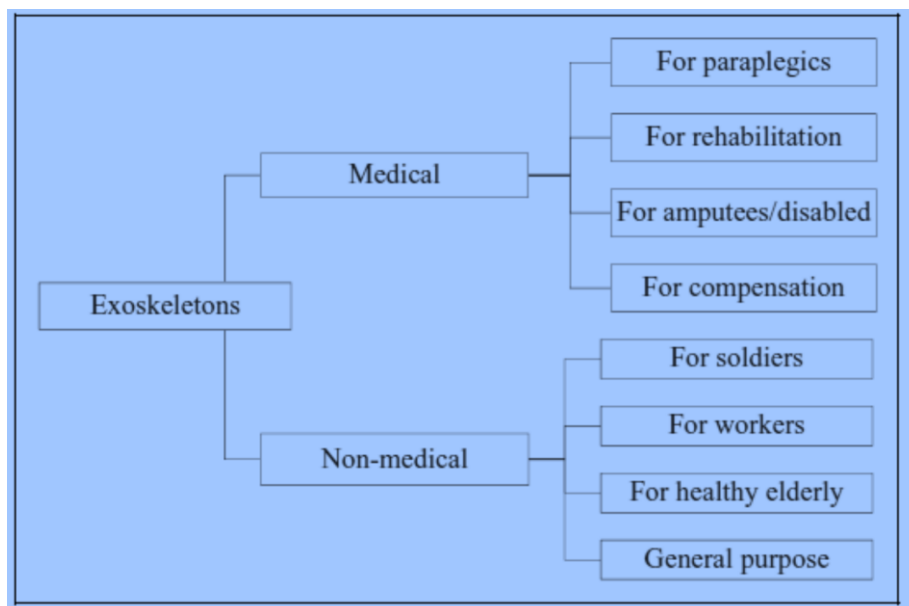 For paraplegics
For rehabilitation
Medical
For amputees/disabled
For compensation
Exoskeletons
For soldiers
For workers
Non-medical
For healthy elderly
General purpose